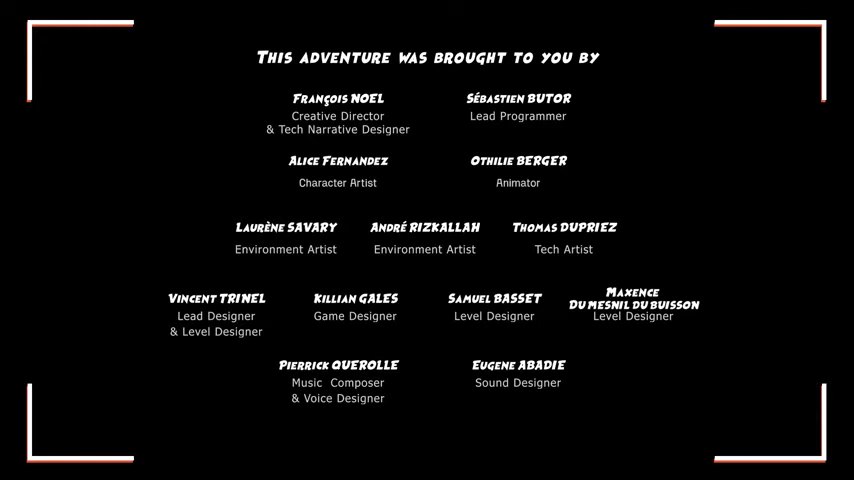 THIS ADVENTURE WAS BROUGHT TO YOU BY
FRANÇOIS NOEL SÉBASTIEN BUTOR
Creative Director Lead Programmer
& Tech Narrative Designer
ALICE FERNANDEZ OTHILIE BERGER
Character Artist Animator
LAURÈNE SAVARY ANDRÉ RIZKALLAH THOMAS DUPRIEZ
Environment Artist Environment Artist Tech Artist
VINCENT TRINEL KILLIAN GALES SAMUEL BASSET MAXENCE
DU MESNIL DU BUISSON
Lead Designer Game Designer Level Designer Level Designer
& Level Designer
PIERRICK QUEROLLE EUGENE ABADIE
Music Composer Sound Designer
& Voice Designer